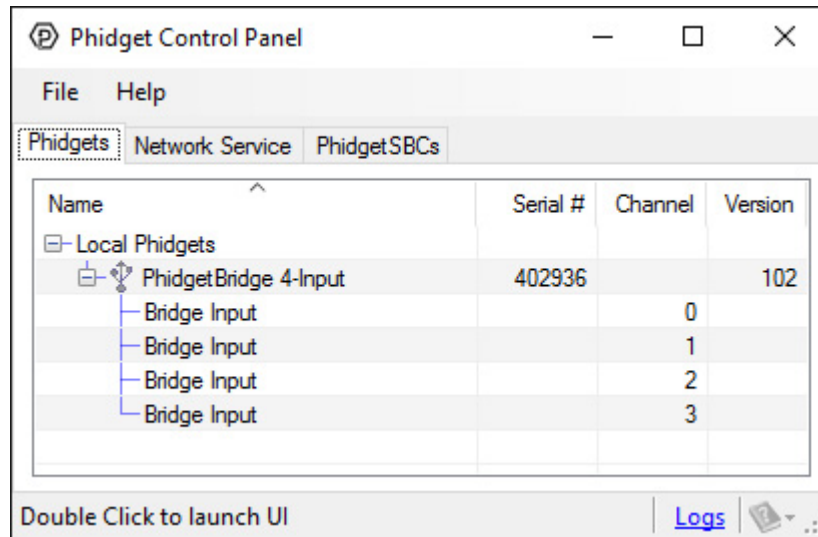 Phidget Control Panel
File Help
Phidgets Network Service PhidgetSBCs
Name Serial # Channel Version
Local Phidgets
PhidgetBridge 4-Input 402936 102
Bridge Input 0
Bridge Input 1
Bridge Input 2
Bridge Input 3
Double Click to launch UI Logs